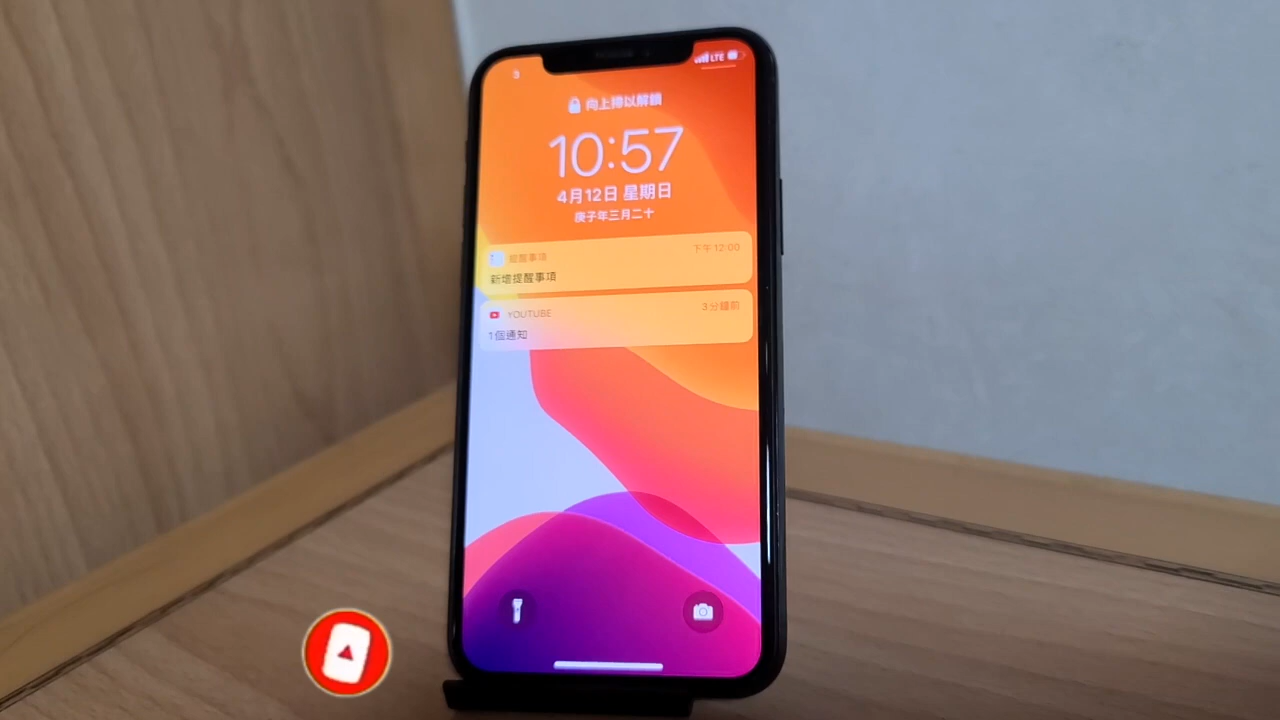 3
LTE
向上掃以解鎖
10:57
4月12日 星期日
庚子年三月二十
提醒事項 下午12:00
新增提醒事項
YOUTUBE 3分鐘前
1個通知